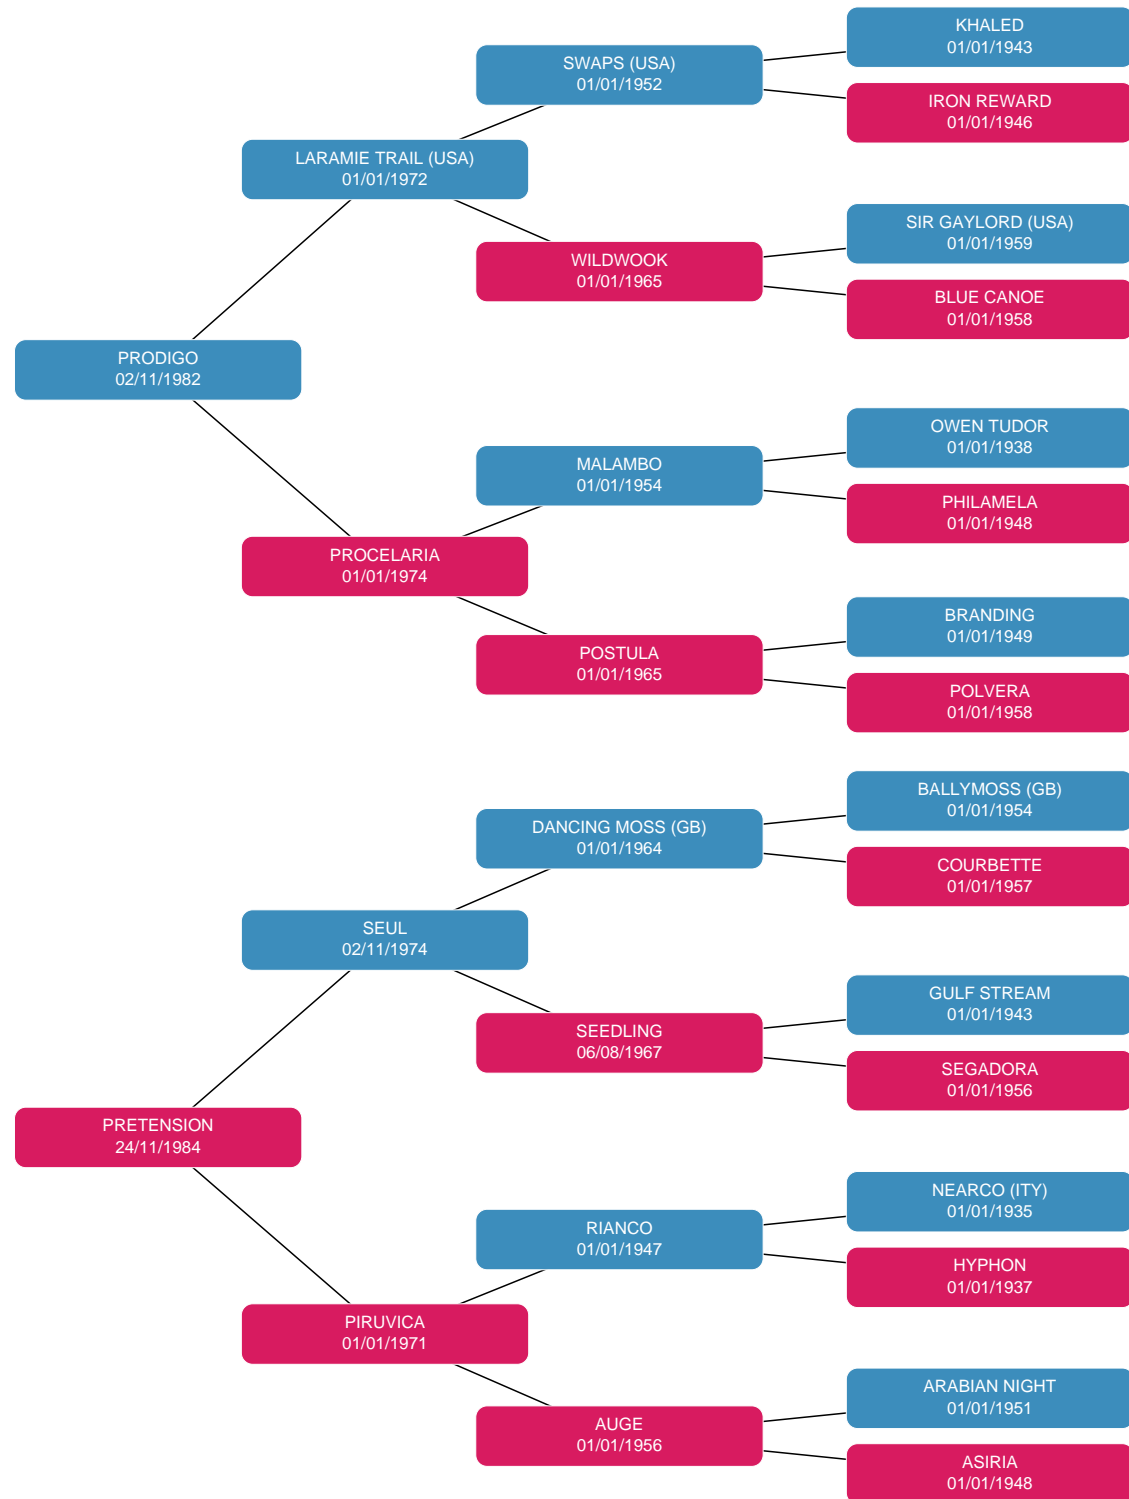 KHALED
01/01/1943
SWAPS (USA)
01/01/1952
IRON REWARD
01/01/1946
LARAMIE TRAIL (USA)
01/01/1972
SIR GAYLORD (USA)
01/01/1959
WILDWOOK
01/01/1965
BLUE CANOE
01/01/1958
PRODIGO
02/11/1982
OWEN TUDOR
01/01/1938
MALAMBO
01/01/1954
PHILAMELA
01/01/1948
PROCELARIA
01/01/1974
BRANDING
01/01/1949
POSTULA
01/01/1965
POLVERA
01/01/1958
BALLYMOSS (GB)
01/01/1954
DANCING MOSS (GB)
01/01/1964
COURBETTE
01/01/1957
SEUL
02/11/1974
GULF STREAM
01/01/1943
SEEDLING
06/08/1967
SEGADORA
01/01/1956
PRETENSION
24/11/1984
NEARCO (ITY)
01/01/1935
RIANCO
01/01/1947
HYPHON
01/01/1937
PIRUVICA
01/01/1971
ARABIAN NIGHT
01/01/1951
AUGE
01/01/1956
ASIRIA
01/01/1948